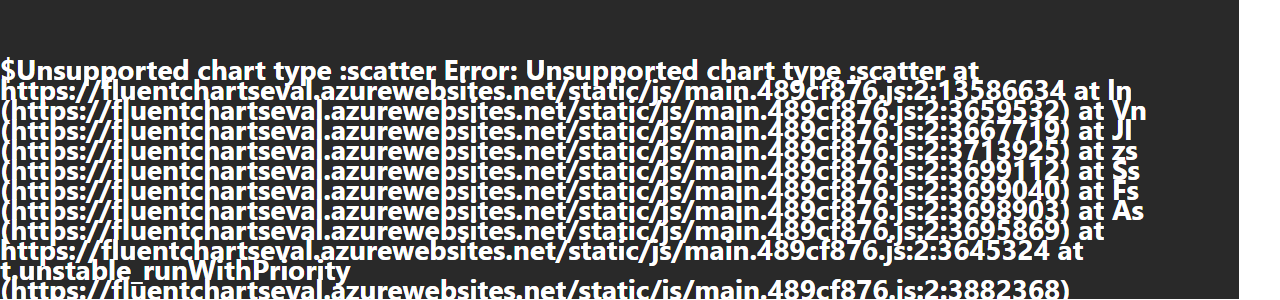 $Unsupported chart type :scatter Error: Unsupported chart type :scatter at
https://fluentchartseval.azurewebsites.net/static/js/main.489cf876.js:2:13586634 at ln
(https://fluentchartseval.azurewebsites.net/static/js/main.489cf876.js:2:3659532) at Vn
(https://fluentchartseval.azurewebsites.net/static/js/main.489cf876.js:2:3667719) at Jl
(https://fluentchartseval.azurewebsites.net/static/js/main.489cf876.js:2:3713925) at zs
(https://fluentchartseval.azurewebsites.net/static/js/main.489cf876.js:2:3699112) at Ss
(https://fluentchartseval.azurewebsites.net/static/js/main.489cf876.js:2:3699040) at Fs
(https://fluentchartseval.azurewebsites.net/static/js/main.489cf876.js:2:3698903) at As
(https://fluentchartseval.azurewebsites.net/static/js/main.489cf876.js:2:3695869) at
https://fluentchartseval.azurewebsites.net/static/js/main.489cf876.js:2:3645324 at
t.unstable_runWithPriority
(https://fluentchartseval.azurewebsites.net/static/js/main.489cf876.js:2:3882368)